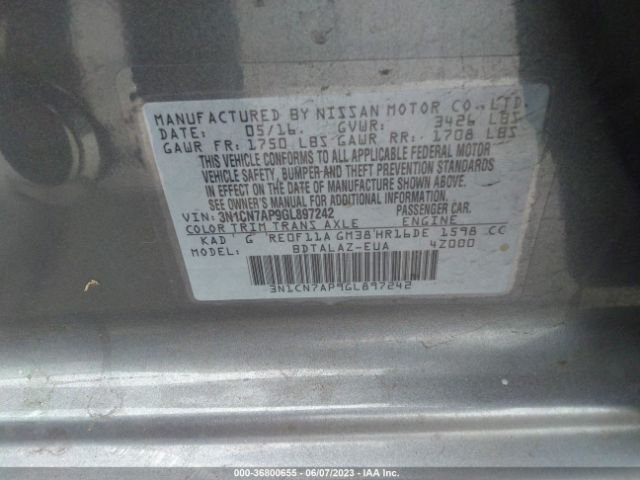 MANUFACTURED BY NISSAN MOTOR CO., LTD.
DATE: 05/16. GVWR: 3426 LBS
GAWR FR: 1750 LBS GAWR RR: 1708 LBS
THIS VEHICLE CONFORMS TO ALL APPLICABLE FEDERAL MOTOR
VEHICLE SAFETY, BUMPER AND THEFT PREVENTION STANDARDS
IN EFFECT ON THE DATE OF MANUFACTURE SHOWN ABOVE.
SEE OWNER'S MANUAL FOR ADDITIONAL INFORMATION.
VIN: 3N1CN7AP9GL897242 PASSENGER CAR.
COLOR TRIM TRANS AXLE ENGINE
KAD G RE0F11A GM38 HR16DE 1598 CC
MODEL: BDTALAZ-EUA 4Z000
3N1CN7AP9GL897242
000-36800655 - 06/07/2023 - IAA Inc.